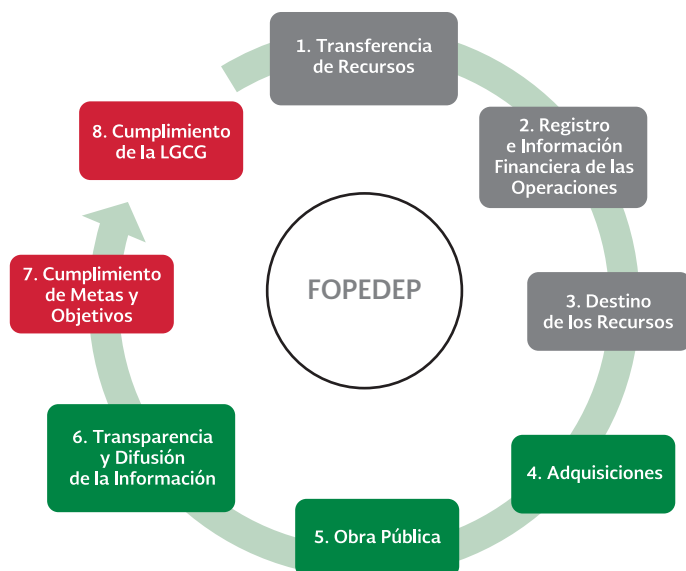 1. Transferencia
de Recursos
2. Registro
e Información
Financiera de las
Operaciones
3. Destino
de los Recursos
4. Adquisiciones
5. Obra Pública
6. Transparencia
y Difusión
de la Información
7. Cumplimiento
de Metas y
Objetivos
8. Cumplimiento
de la LGCG
FOPEDEP